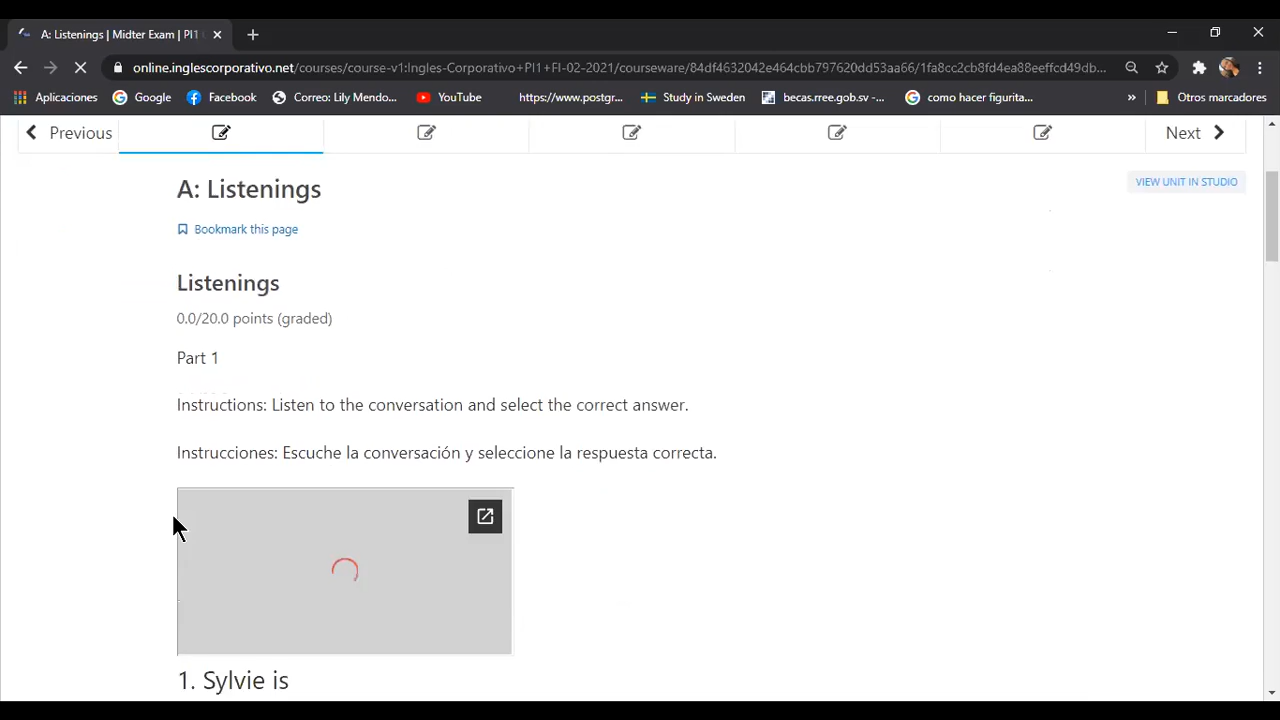 A: Listenings | Midter Exam | PI1
online.inglescorporativo.net/courses/course-v1:Ingles-Corporativo+PI1+FI-02-2021/courseware/84df4632042e464cbb797620dd53aa66/1fa8cc2cb8fd4ea88eeffcd49db...
Aplicaciones
Google
Facebook
Correo: Lily Mendo...
YouTube
https://www.postgr...
Study in Sweden
becas.ree.gob.sv -...
como hacer figurita...
»
Otros marcadores
Previous
Next
A: Listenings
VIEW UNIT IN STUDIO
Bookmark this page
Listenings
0.0/20.0 points (graded)
Part 1
Instructions: Listen to the conversation and select the correct answer.
Instrucciones: Escuche la conversación y seleccione la respuesta correcta.
1. Sylvie is